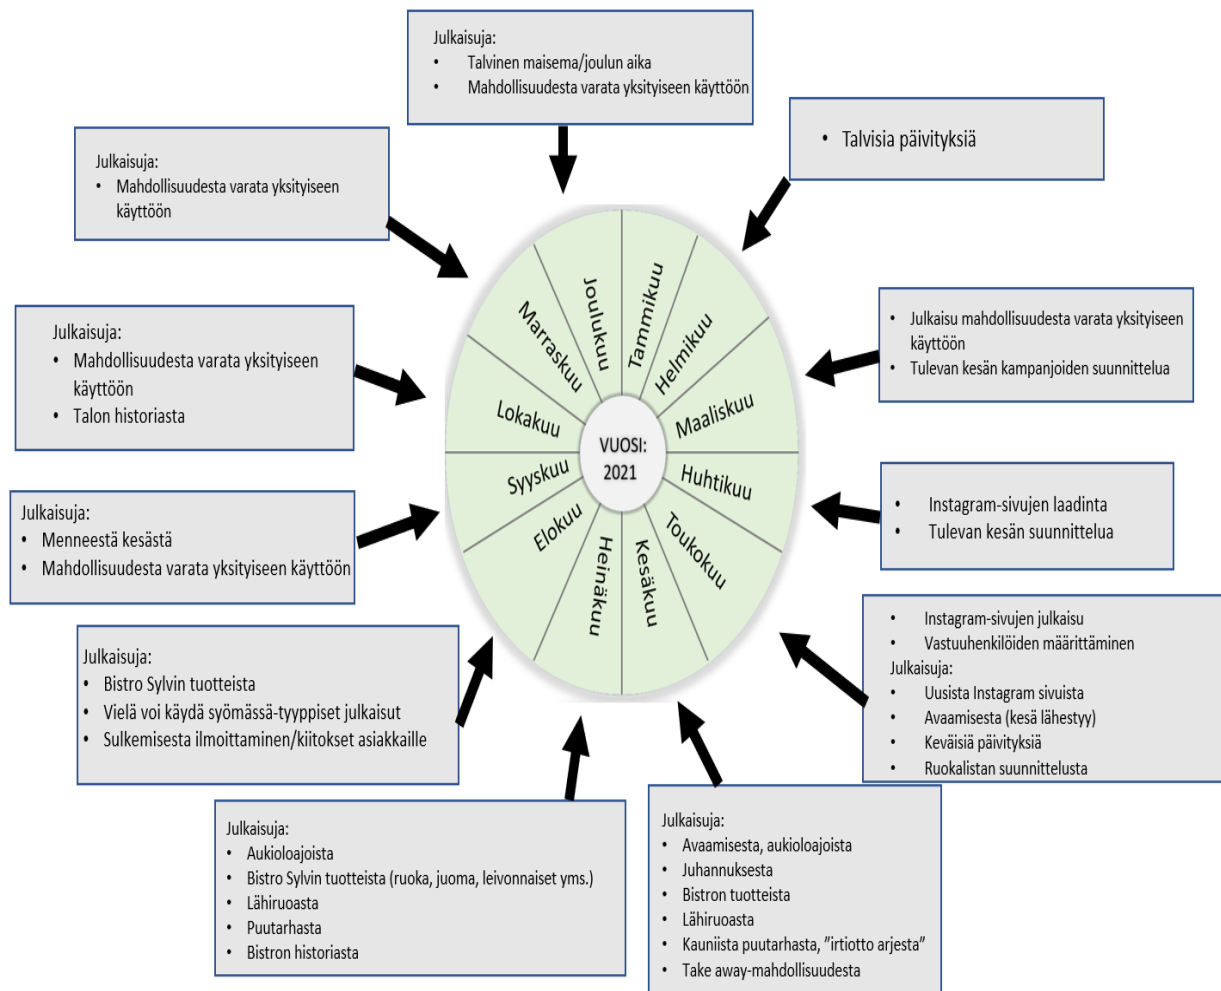 Julkaisuja:
• Talvinen maisema/joulun aika
• Mahdollisuudesta varata yksityiseen käyttöön
• Talvisia päivityksiä
Julkaisuja:
• Mahdollisuudesta varata yksityiseen
käyttöön
• Julkaisu mahdollisuudesta varata yksityiseen
käyttöön
• Tulevan kesän kampanjoiden suunnittelua
Julkaisuja:
• Mahdollisuudesta varata yksityiseen
käyttöön
• Talon historiasta
Tammikuu
Helmikuu
Maaliskuu
Huhtikuu
Toukokuu
Kesäkuu
Heinäkuu
Elokuu
Syyskuu
Lokakuu
Marraskuu
Joulukuu
VUOSI:
2021
• Instagram-sivujen laadinta
• Tulevan kesän suunnittelua
Julkaisuja:
• Menneestä kesästä
• Mahdollisuudesta varata yksityiseen käyttöön
• Instagram-sivujen julkaisu
• Vastuuhenkilöiden määrittäminen
Julkaisuja:
• Uusista Instagram sivuista
• Avaamisesta (kesä lähestyy)
• Keväisiä päivityksiä
• Ruokalistan suunnittelusta
Julkaisuja:
• Bistro Sylvin tuotteista
• Vielä voi käydä syömässä-tyyppiset julkaisut
• Sulkemisesta ilmoittaminen/kiitokset asiakkaille
Julkaisuja:
• Aukioloajoista
• Bistro Sylvin tuotteista (ruoka, juoma, leivonnaiset yms.)
• Lähiruoasta
• Puutarhasta
• Bistron historiasta
Julkaisuja:
• Avaamisesta, aukioloajoista
• Juhannuksesta
• Bistron tuotteista
• Lähiruoasta
• Kauniista puutarhasta, ”irtiotto arjesta”
• Take away-mahdollisuudesta